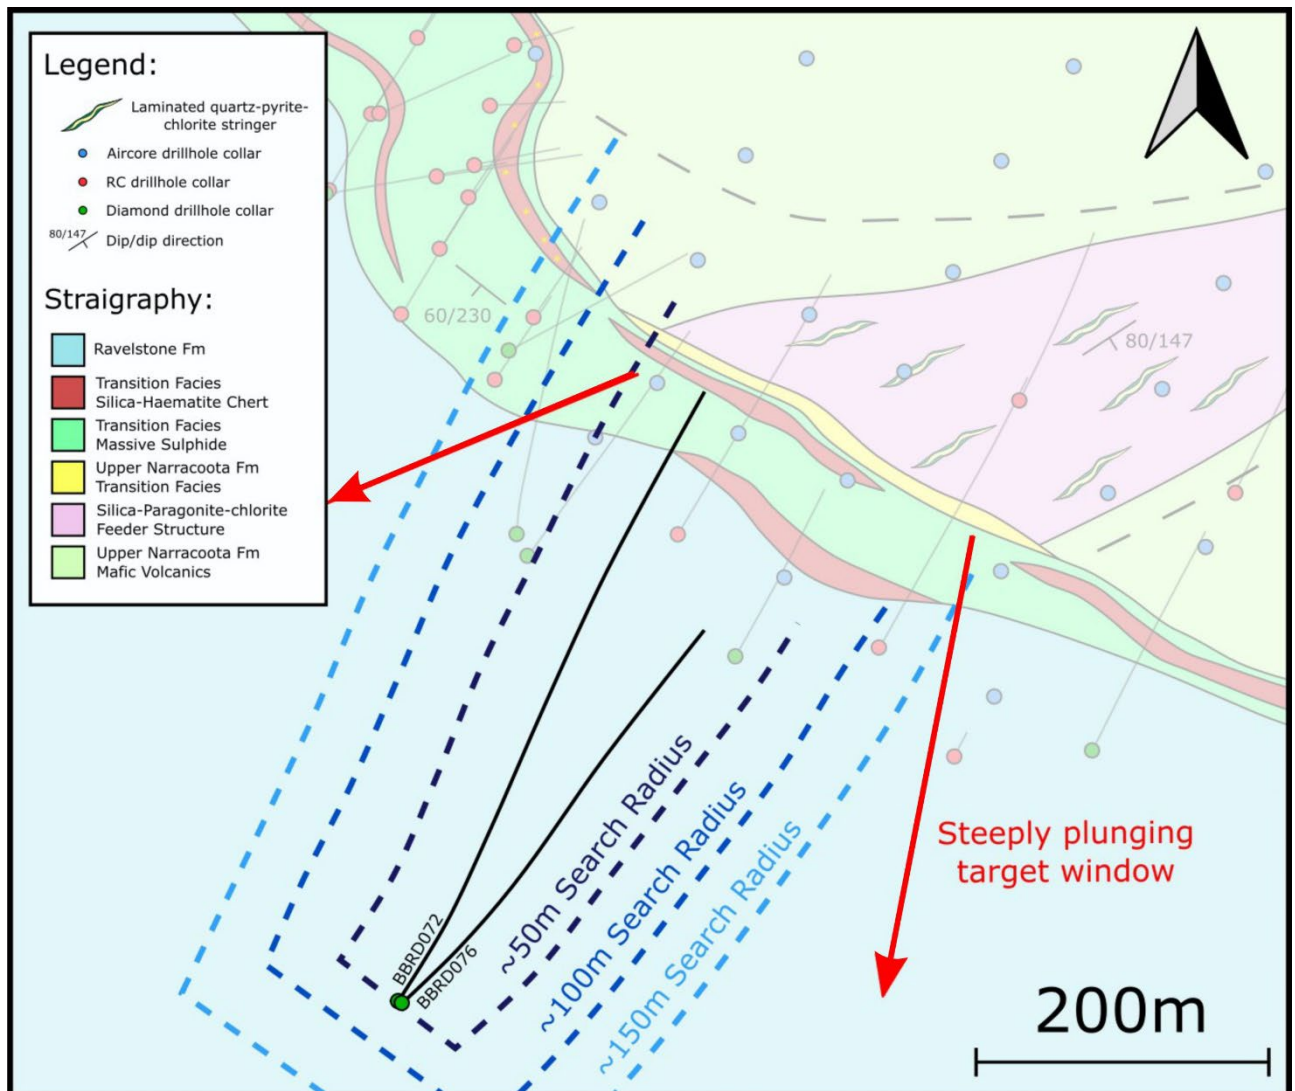 Legend:
Laminated quartz-pyrite-
chlorite stringer
Aircore drillhole collar
RC drillhole collar
Diamond drillhole collar
80/147
Dip/dip direction
Straigraphy:
Ravelstone Fm
Transition Facies
Silica-Haematite Chert
Transition Facies
Massive Sulphide
Upper Narracoota Fm
Transition Facies
Silica-Paragonite-chlorite
Feeder Structure
Upper Narracoota Fm
Mafic Volcanics
60/230
80/147
BBRD072
BBRD076
~50m Search Radius
~100m Search Radius
~150m Search Radius
Steeply plunging
target window
200m